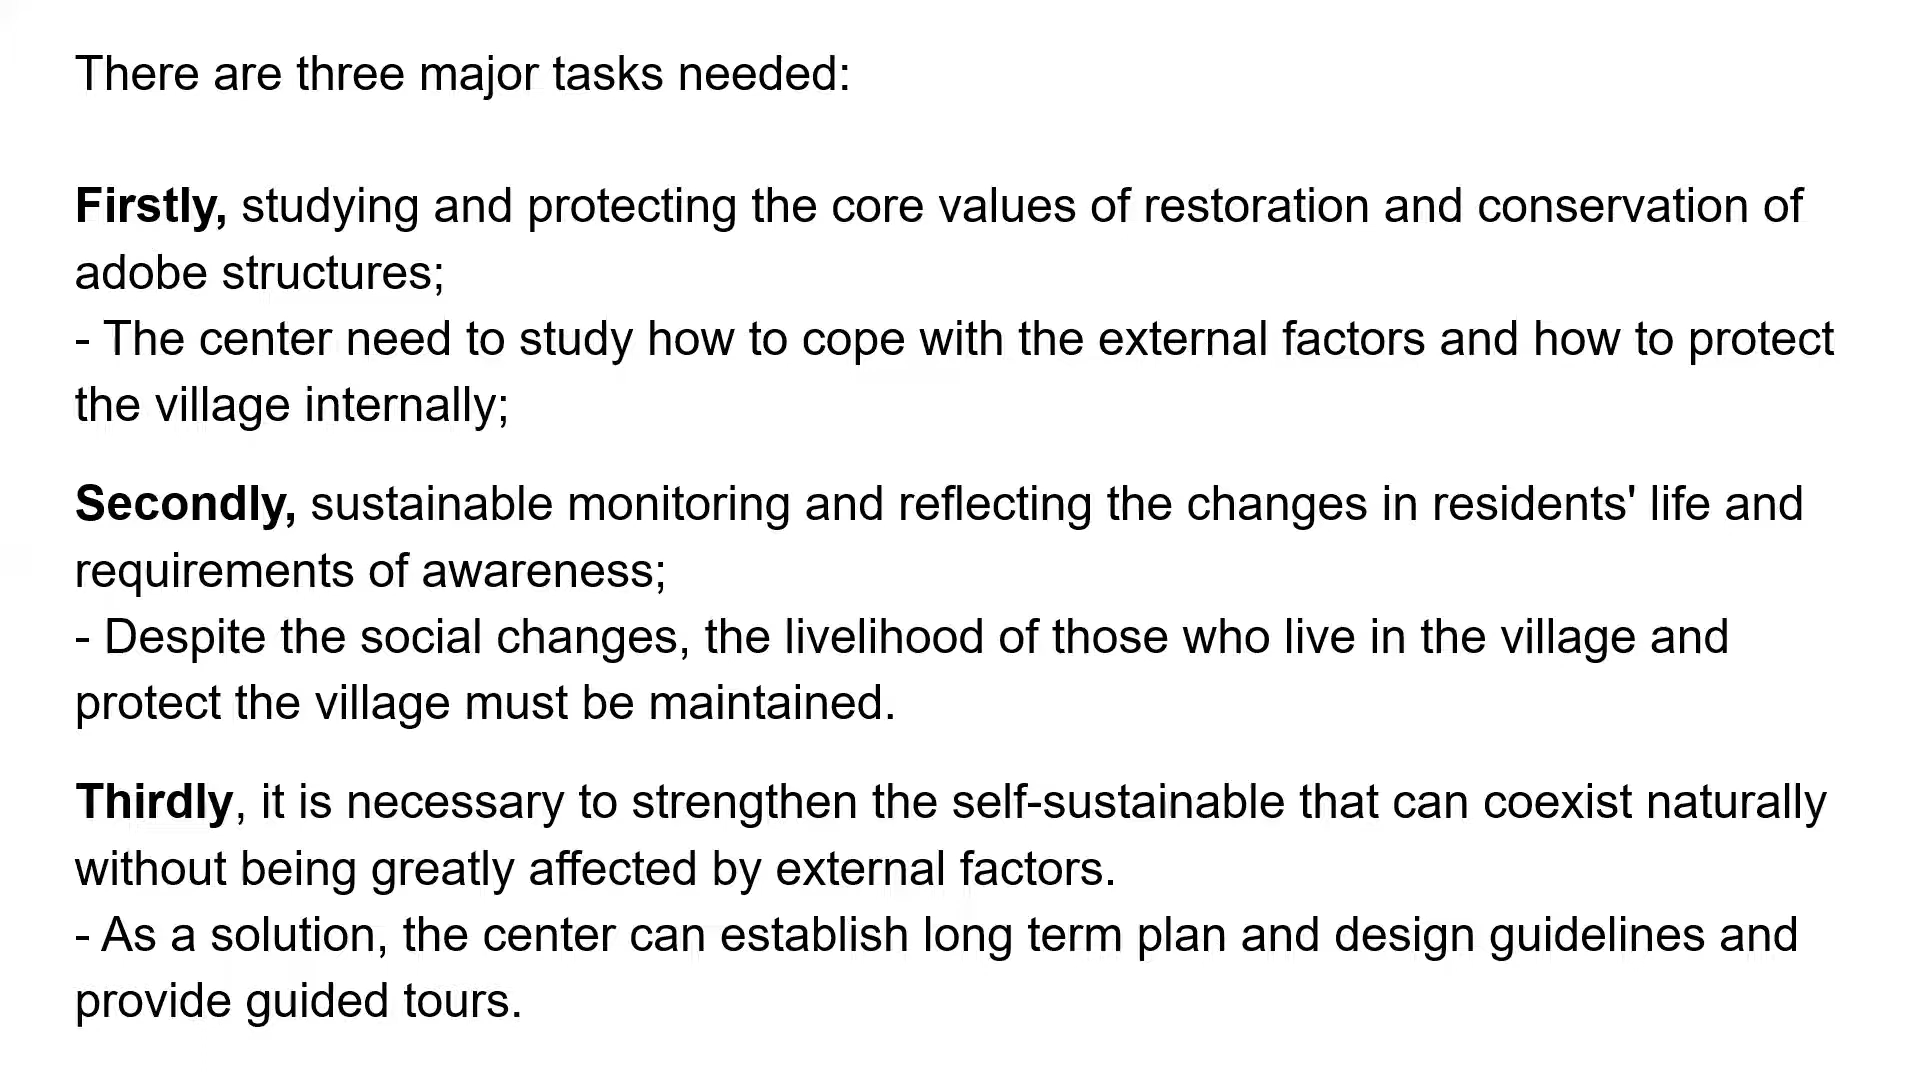 There are three major tasks needed:
Firstly, studying and protecting the core values of restoration and conservation of
adobe structures;
- The center need to study how to cope with the external factors and how to protect
the village internally;
Secondly, sustainable monitoring and reflecting the changes in residents' life and
requirements of awareness;
- Despite the social changes, the livelihood of those who live in the village and
protect the village must be maintained.
Thirdly, it is necessary to strengthen the self-sustainable that can coexist naturally
without being greatly affected by external factors.
- As a solution, the center can establish long term plan and design guidelines and
provide guided tours.